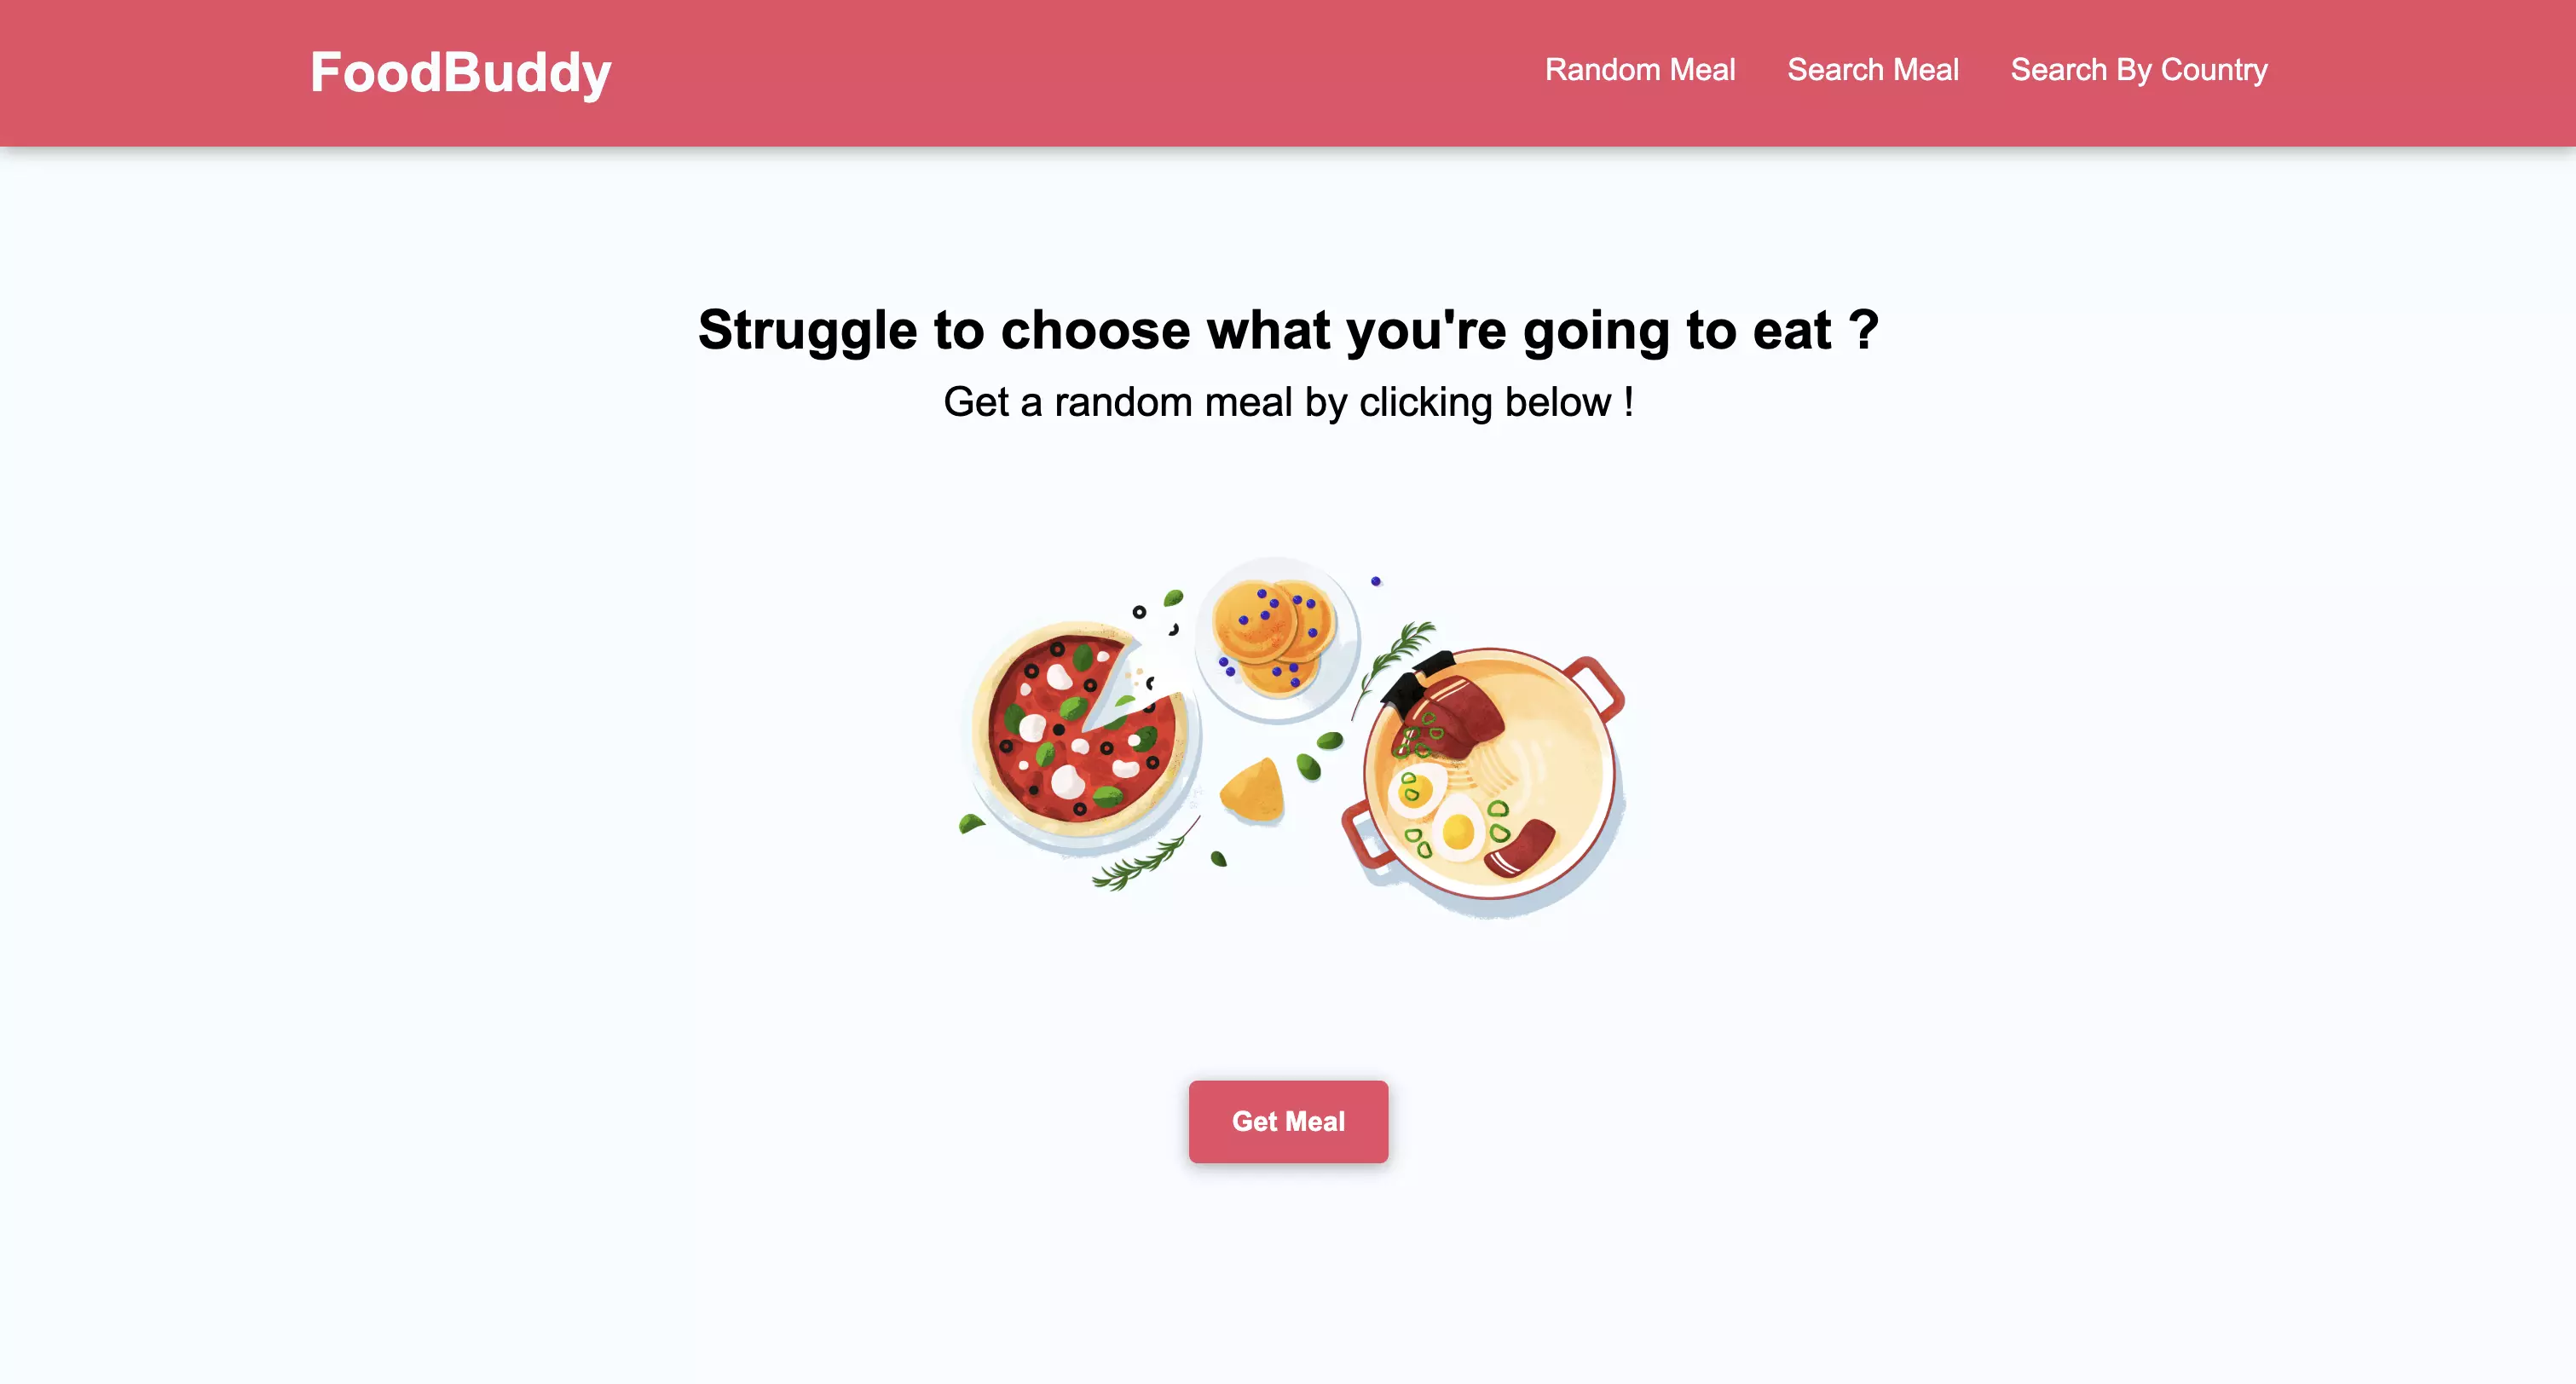 FoodBuddy
Random Meal Search Meal Search By Country
Struggle to choose what you're going to eat ?
Get a random meal by clicking below !
Get Meal